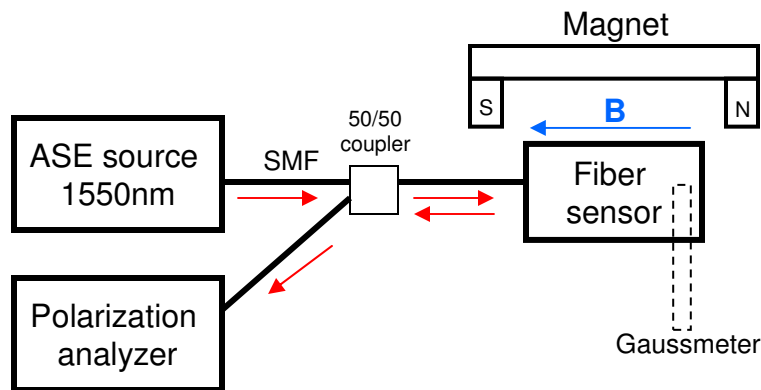 Magnet
S
N
B
50/50
coupler
ASE source
1550nm
SMF
Fiber
sensor
Polarization
analyzer
Gaussmeter